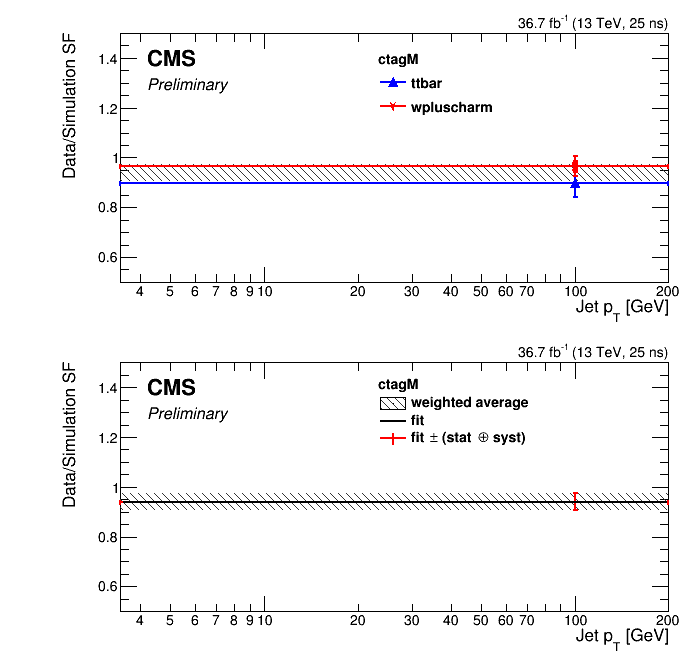 36.7 fb⁻¹ (13 TeV, 25 ns)
Data/Simulation SF
CMS
Preliminary
ctagM
ttbar
wpluscharm
1.4
1.2
1
0.8
0.6
4 5 6 7 8 9 10 20 30 40 50 60 70 100 200
Jet p_T [GeV]
36.7 fb⁻¹ (13 TeV, 25 ns)
Data/Simulation SF
CMS
Preliminary
ctagM
weighted average
fit
fit ± (stat ⊕ syst)
1.4
1.2
1
0.8
0.6
4 5 6 7 8 9 10 20 30 40 50 60 70 100 200
Jet p_T [GeV]